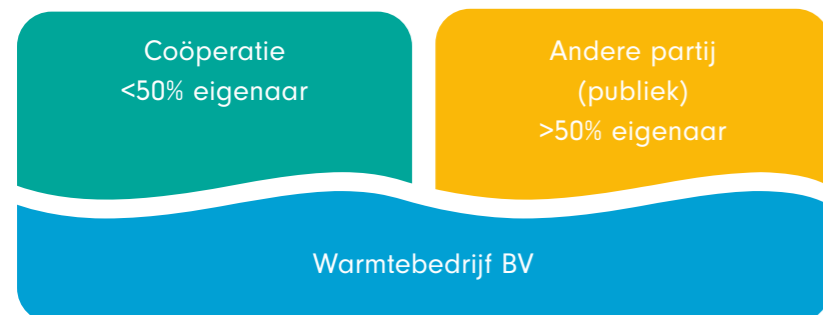 Coöperatie
<50% eigenaar
Andere partij
(publiek)
>50% eigenaar
Warmtebedrijf BV